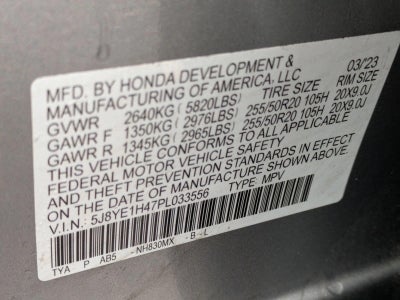 MFD. BY HONDA DEVELOPMENT & 03/'23
MANUFACTURING OF AMERICA, LLC
GVWR 2640KG (5820LBS) TIRE SIZE RIM SIZE
GAWR F 1350KG (2976LBS) 255/50R20 105H 20X9.0J
GAWR R 1345KG (2965LBS) 255/50R20 105H 20X9.0J
THIS VEHICLE CONFORMS TO ALL APPLICABLE
FEDERAL MOTOR VEHICLE SAFETY,
AND THEFT PREVENTION STANDARDS IN EFFECT
ON THE DATE OF MANUFACTURE SHOWN ABOVE.
V.I.N.: 5J8YE1H47PL033556 TYPE: MPV
TYA P AB5 -NH830MX -B-L